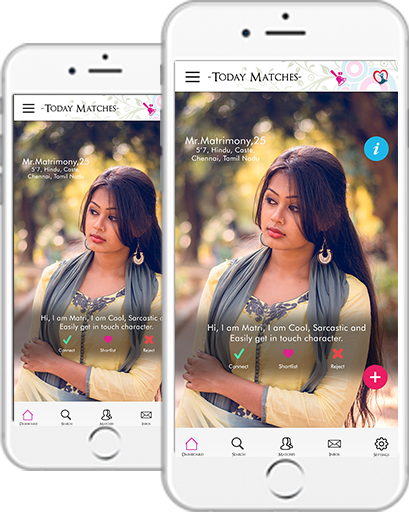 -Today Matches-
Mr.Matrimony,25
5'7, Hindu, Caste,
Chennai, Tamil Nadu
Hi, I am Matri, I am Cool, Sarcastic a
Easily get in touch character.
Connect Shortlist Reject
Dashboard Search Matches Inbox
-Today Matches-
Mr.Matrimony,25
5'7, Hindu, Caste,
Chennai, Tamil Nadu
i
Hi, I am Matri, I am Cool, Sarcastic and
Easily get in touch character.
Connect Shortlist Reject
+
Dashboard Search Matches Inbox Settings